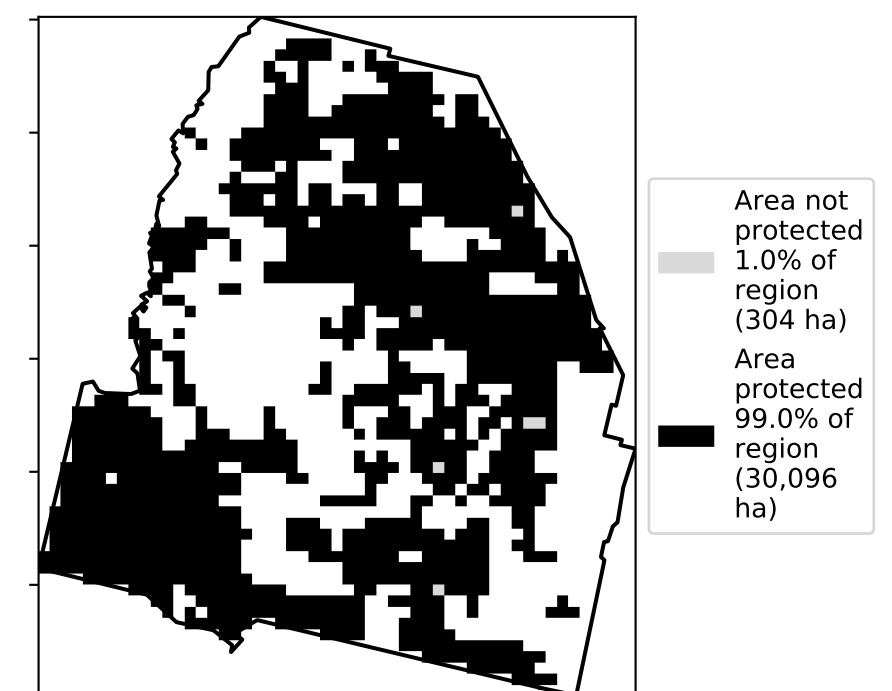 Area not
protected
1.0% of
region
(304 ha)
Area
protected
99.0% of
region
(30,096
ha)